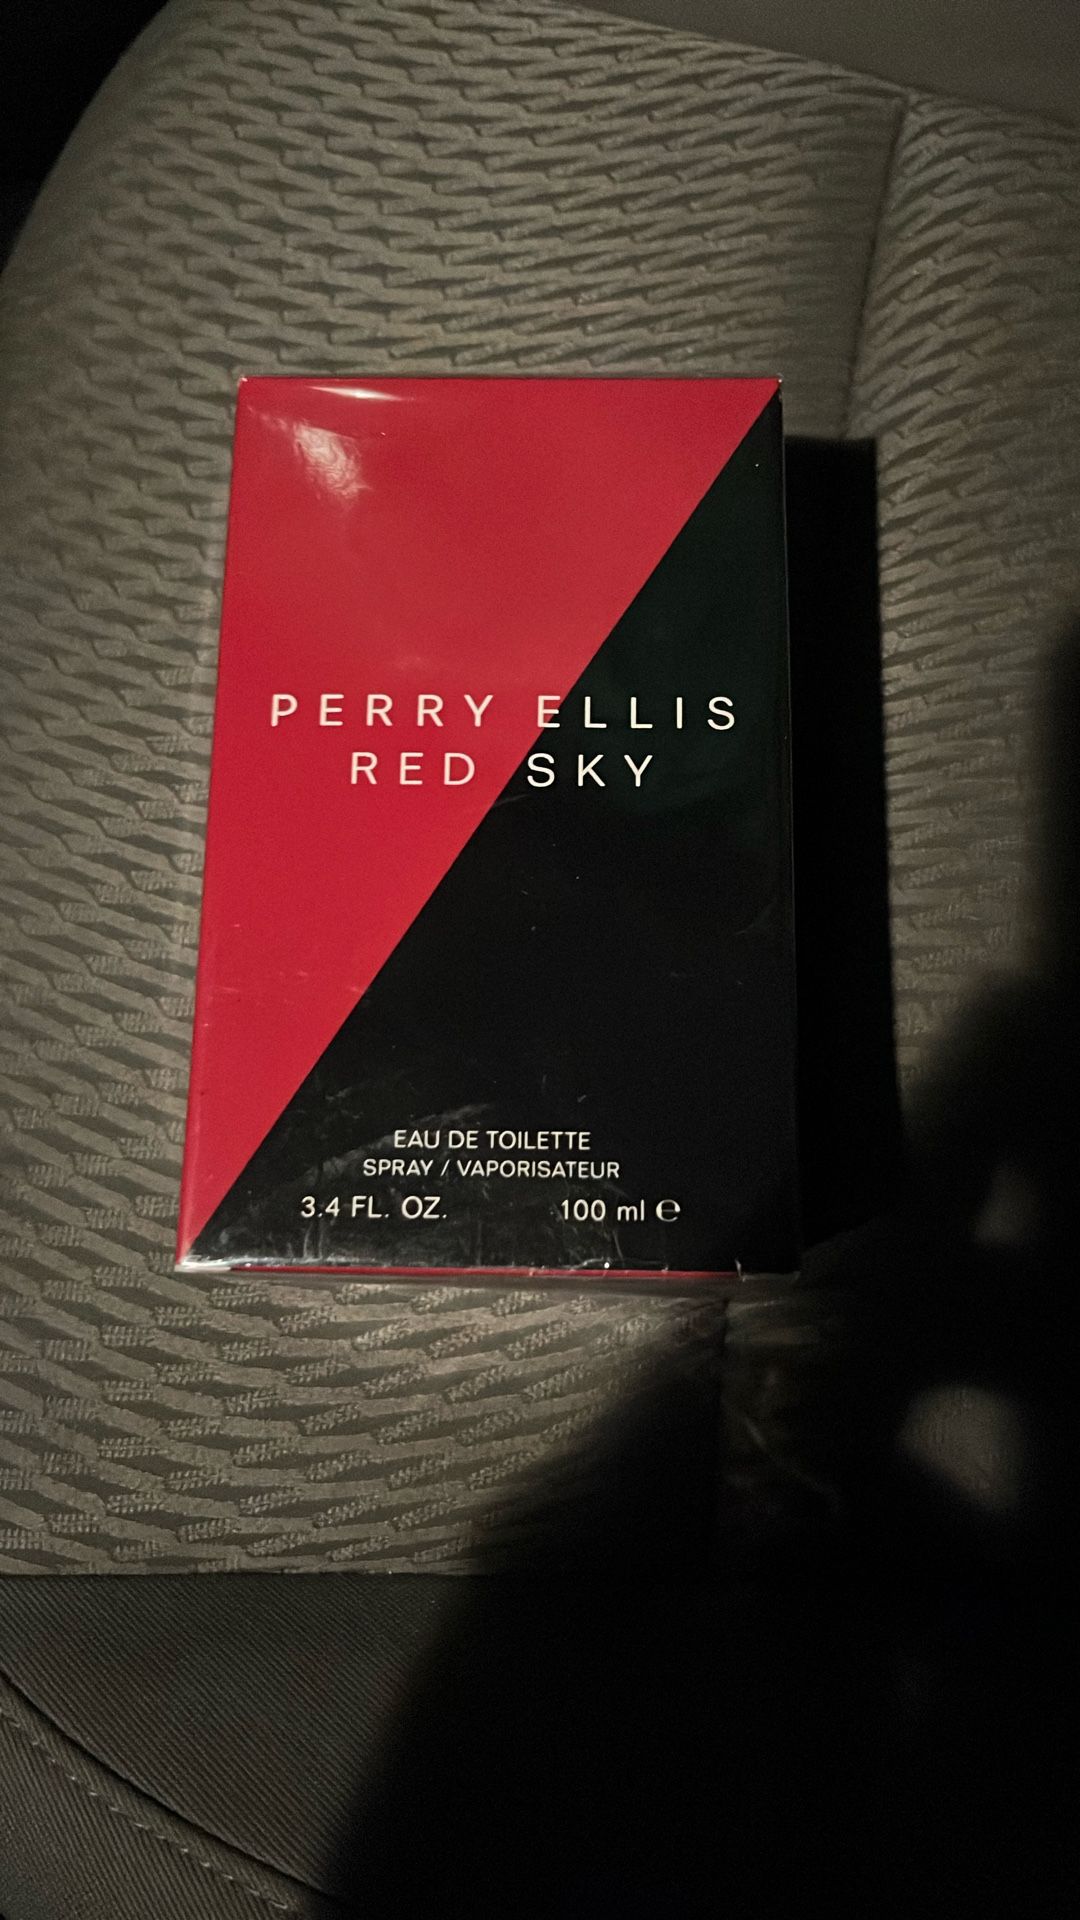 PERRY ELLIS
RED SKY
EAU DE TOILETTE
SPRAY / VAPORISATEUR
3.4 FL. OZ. 100 ml ℮